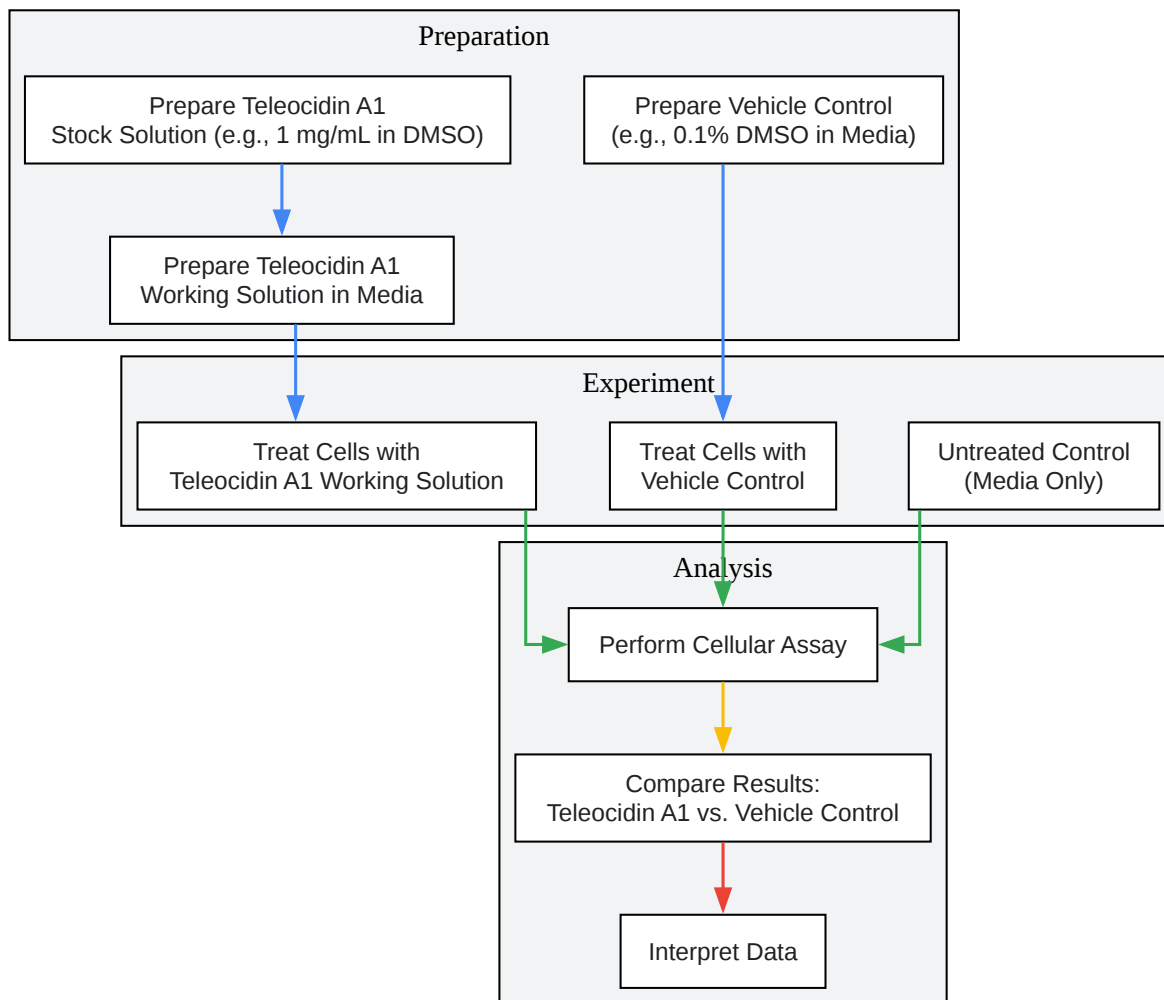 Preparation
Prepare Teleocidin A1
Stock Solution (e.g., 1 mg/mL in DMSO)
Prepare Vehicle Control
(e.g., 0.1% DMSO in Media)
Prepare Teleocidin A1
Working Solution in Media
Experiment
Treat Cells with
Teleocidin A1 Working Solution
Treat Cells with
Vehicle Control
Untreated Control
(Media Only)
Analysis
Perform Cellular Assay
Compare Results:
Teleocidin A1 vs. Vehicle Control
Interpret Data